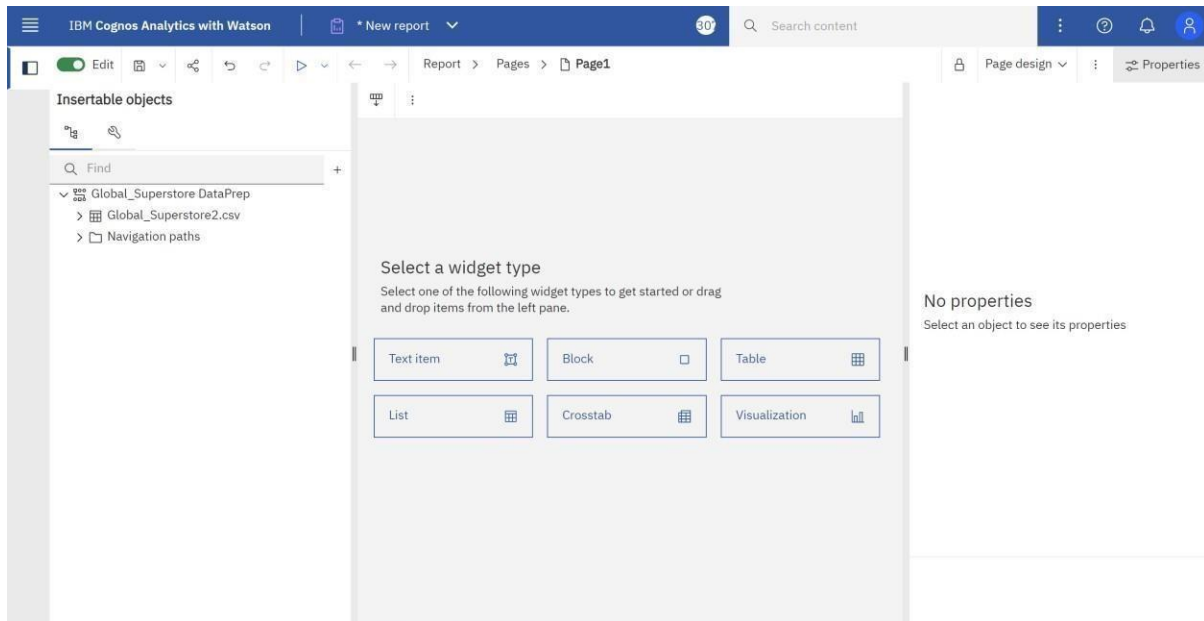 IBM Cognos Analytics with Watson
* New report
30?
Search content
Edit
Report > Pages > Page1
Page design
Properties
Insertable objects
Find
Global_Superstore DataPrep
Global_Superstore2.csv
Navigation paths
Select a widget type
Select one of the following widget types to get started or drag
and drop items from the left pane.
Text item
Block
Table
List
Crosstab
Visualization
No properties
Select an object to see its properties